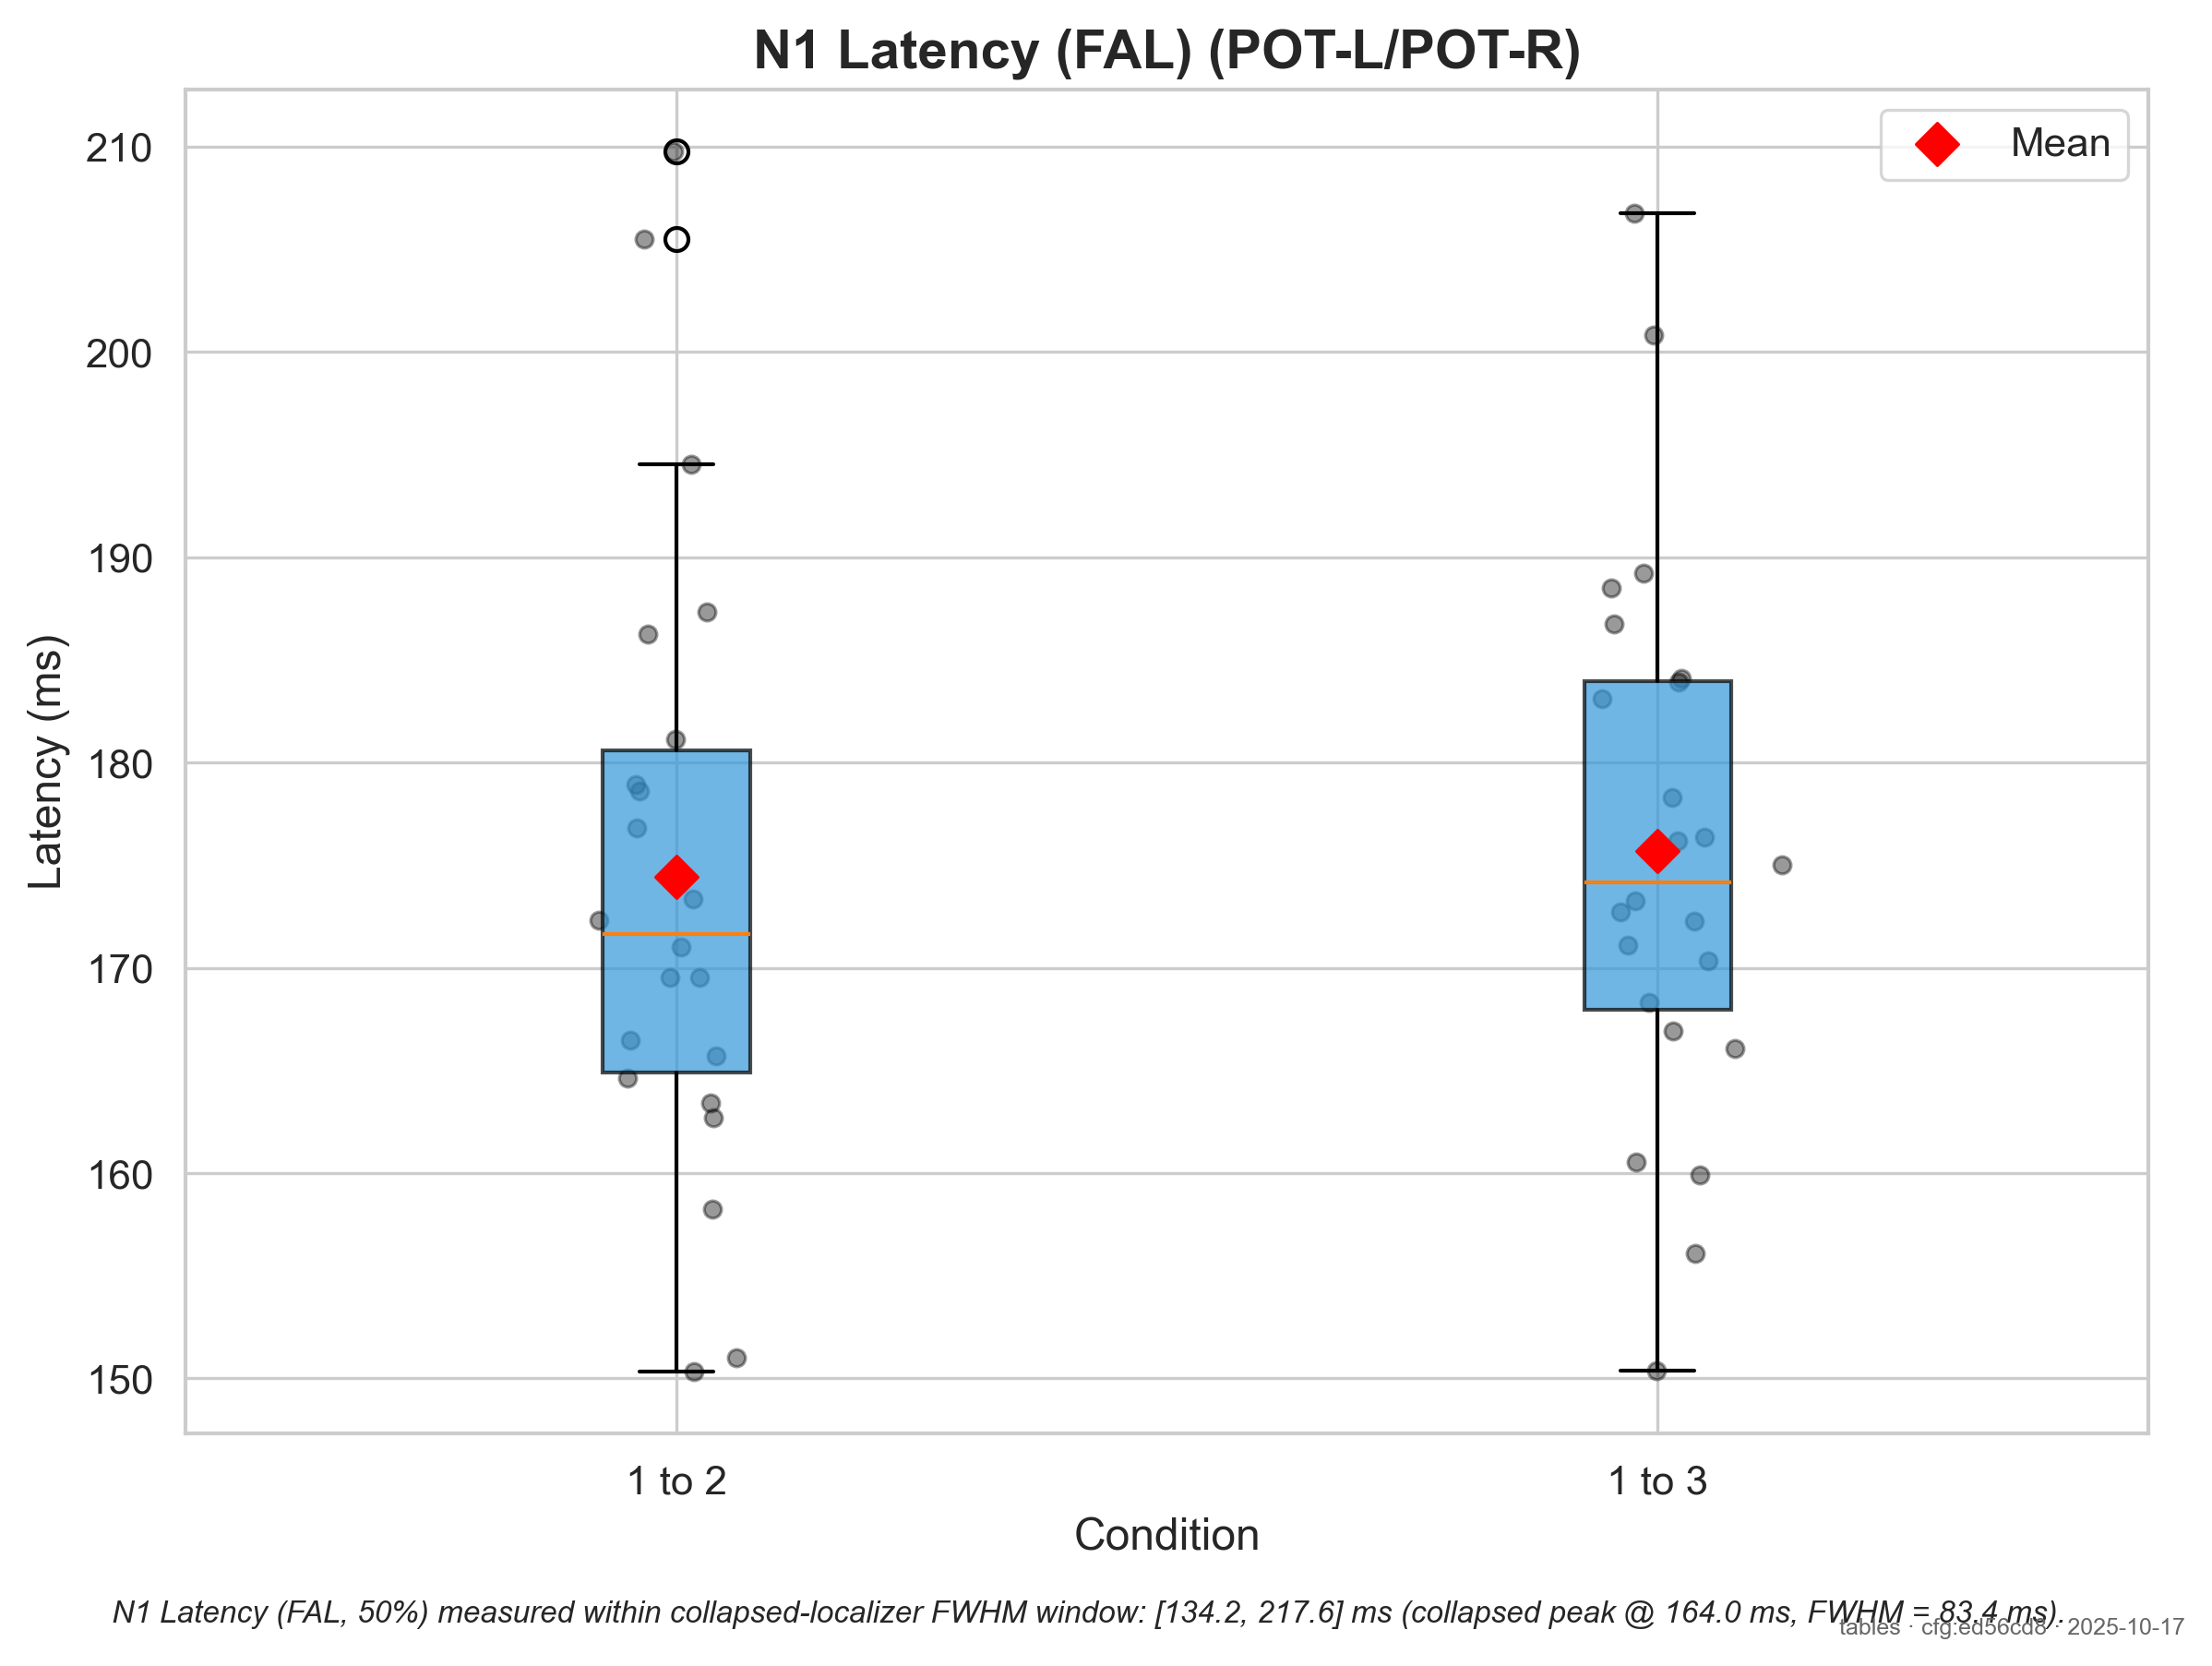 N1 Latency (FAL) (POT-L/POT-R)
Mean
210
200
190
180
170
160
150
Latency (ms)
1 to 2
1 to 3
Condition
N1 Latency (FAL, 50%) measured within collapsed-localizer FWHM window: [134.2, 217.6] ms (collapsed peak @ 164.0 ms, FWHM = 83.4 ms).
tables · cfg:ed56cd8 · 2025-10-17